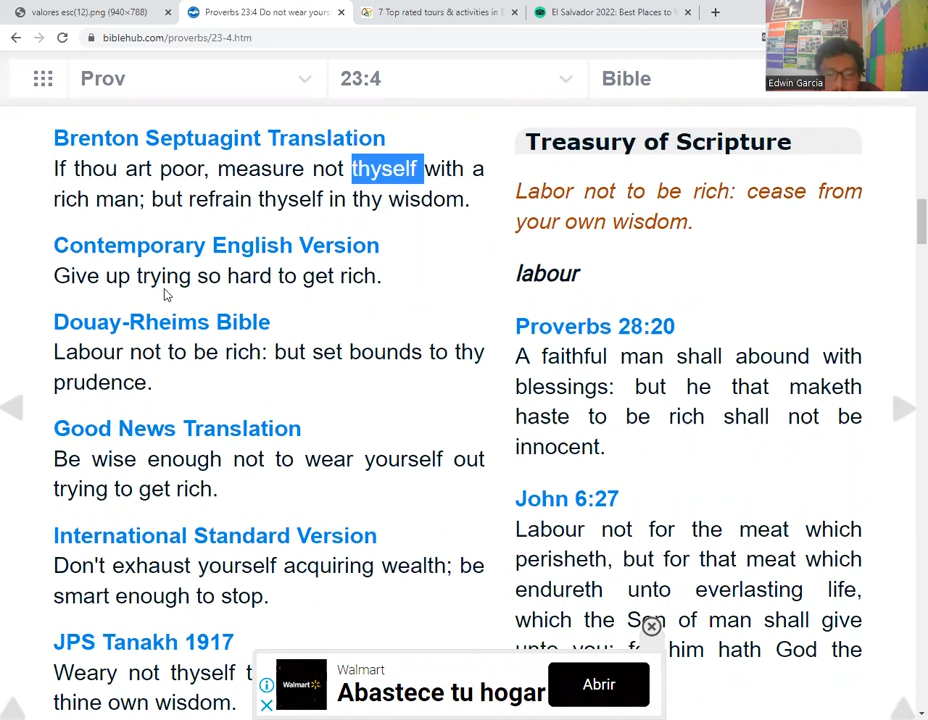 valores esc(12).png (940×788)
Proverbs 23:4 Do not wear yours
7 Top rated tours & activities in E
El Salvador 2022: Best Places to V
biblehub.com/proverbs/23-4.htm
Edwin Garcia
Prov
23:4
Bible
Brenton Septuagint Translation
If thou art poor, measure not thyself with a
rich man; but refrain thyself in thy wisdom.
Contemporary English Version
Give up trying so hard to get rich.
Douay-Rheims Bible
Labour not to be rich: but set bounds to thy
prudence.
Good News Translation
Be wise enough not to wear yourself out
trying to get rich.
International Standard Version
Don't exhaust yourself acquiring wealth; be
smart enough to stop.
JPS Tanakh 1917
Weary not thyself t
thine own wisdom.
Treasury of Scripture
Labor not to be rich: cease from
your own wisdom.
labour
Proverbs 28:20
A faithful man shall abound with
blessings: but he that maketh
haste to be rich shall not be
innocent.
John 6:27
Labour not for the meat which
perisheth, but for that meat which
endureth unto everlasting life,
which the Son of man shall give
unto you: for him hath God the
Walmart
Walmart
Abastece tu hogar
Abrir